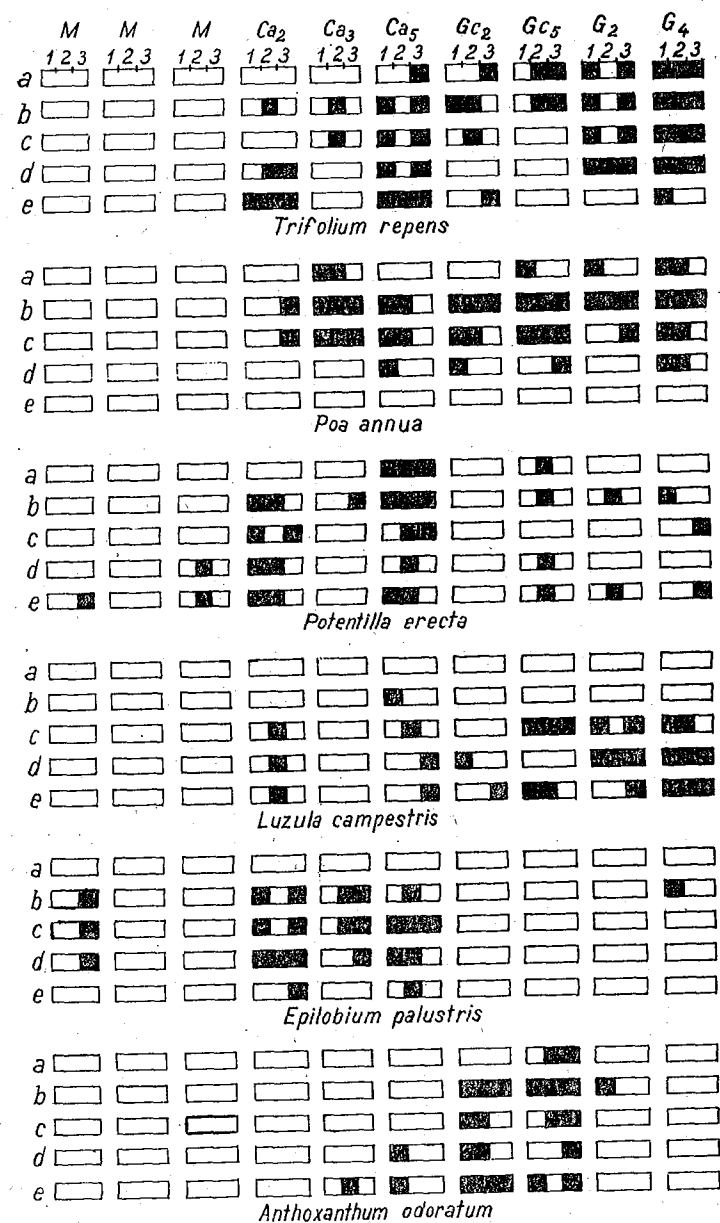 M M M Ca2 Ca3 Ca5 Gc2 Gc5 G2 G4
1 2 3 1 2 3 1 2 3 1 2 3 1 2 3 1 2 3 1 2 3 1 2 3 1 2 3 1 2 3
a
b
c
d
e
Trifolium repens
a
b
c
d
e
Poa annua
a
b
c
d
e
Potentilla erecta
a
b
c
d
e
Luzula campestris
a
b
c
d
e
Epilobium palustris
a
b
c
d
e
Anthoxanthum odoratum